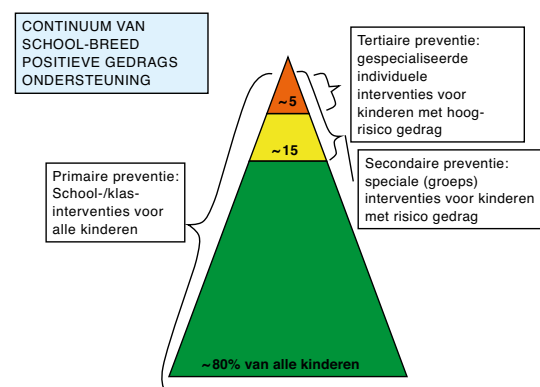 CONTINUUM VAN
SCHOOL-BREED
POSITIEVE GEDRAGS
ONDERSTEUNING
Tertiaire preventie:
gespecialiseerde
individuele
interventies voor
kinderen met hoog-
risico gedrag
~5
~15
Secondaire preventie:
speciale (groeps)
interventies voor kinderen
met risico gedrag
Primaire preventie:
School-/klas-
interventies voor
alle kinderen
~80% van alle kinderen